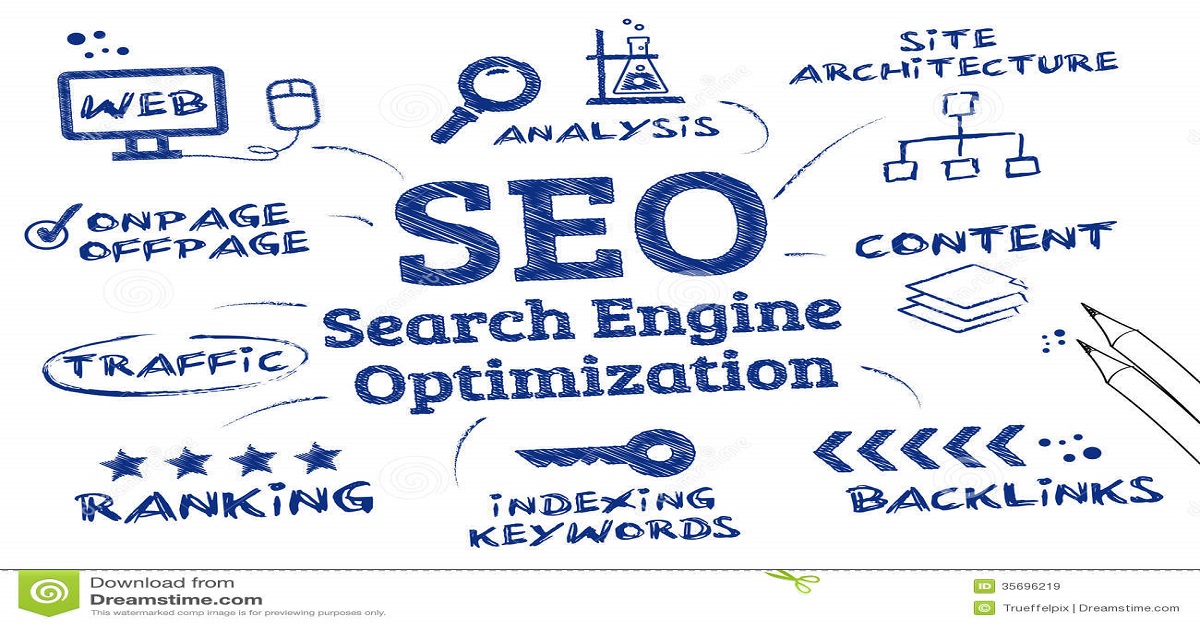 WEB
ANALYSIS
SITE
ARCHITECTURE
ONPAGE
OFFPAGE
SEO
Search Engine
Optimization
CONTENT
TRAFFIC
RANKING
INDEXING
KEYWORDS
BACKLINKS
Download from
Dreamstime.com
This watermarked comp image is for previewing purposes only.
ID 35696219
© Trueffelpix | Dreamstime.com